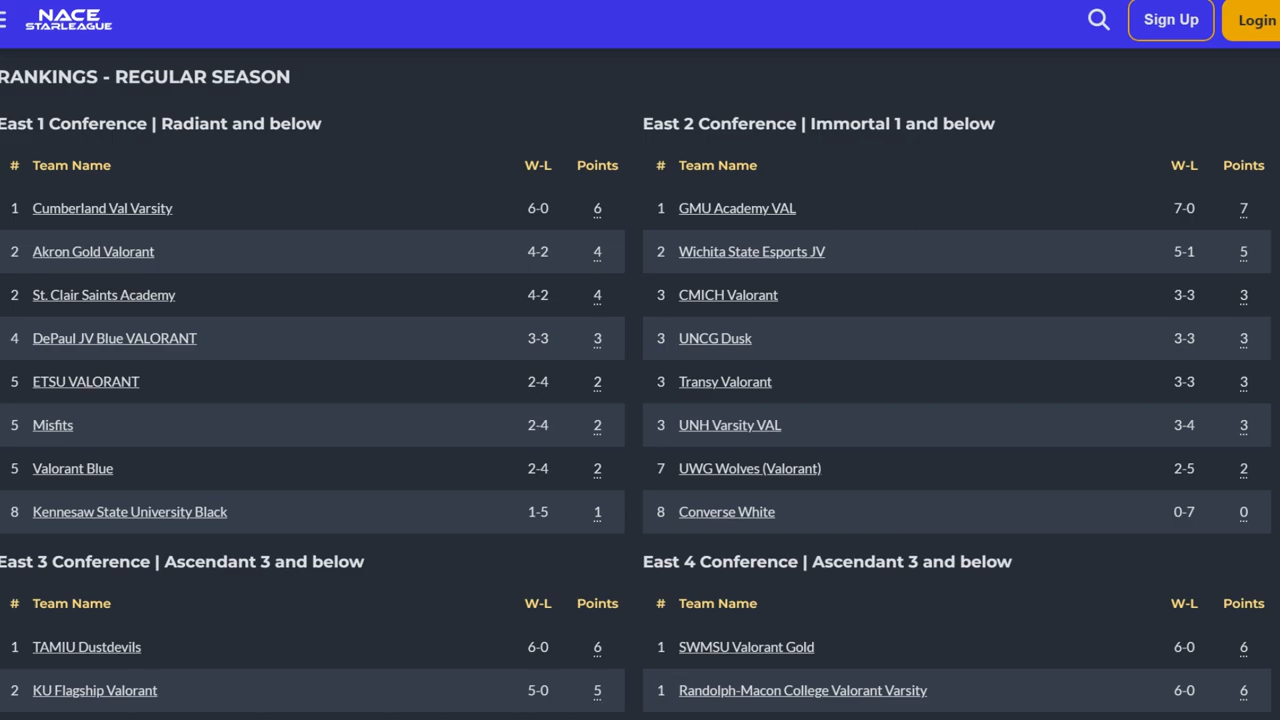 NACE
STARLEAGUE
Sign Up
Login
RANKINGS - REGULAR SEASON
East 1 Conference | Radiant and below
# Team Name W-L Points
1 Cumberland Val Varsity 6-0 6
2 Akron Gold Valorant 4-2 4
2 St. Clair Saints Academy 4-2 4
4 DePaul JV Blue VALORANT 3-3 3
5 ETSU VALORANT 2-4 2
5 Misfits 2-4 2
5 Valorant Blue 2-4 2
8 Kennesaw State University Black 1-5 1
East 2 Conference | Immortal 1 and below
# Team Name W-L Points
1 GMU Academy VAL 7-0 7
2 Wichita State Esports JV 5-1 5
3 CMICH Valorant 3-3 3
3 UNCG Dusk 3-3 3
3 Transy Valorant 3-3 3
3 UNH Varsity VAL 3-4 3
7 UWG Wolves (Valorant) 2-5 2
8 Converse White 0-7 0
East 3 Conference | Ascendant 3 and below
# Team Name W-L Points
1 TAMIU Dustdevils 6-0 6
2 KU Flagship Valorant 5-0 5
East 4 Conference | Ascendant 3 and below
# Team Name W-L Points
1 SWMSU Valorant Gold 6-0 6
1 Randolph-Macon College Valorant Varsity 6-0 6